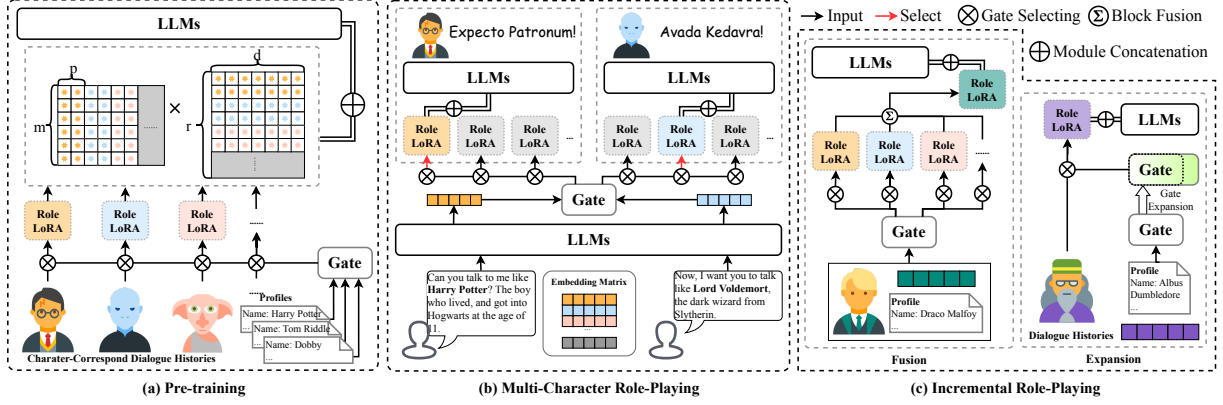 LLMs
p
d
m
×
r
......
Role
LoRA
Role
LoRA
Role
LoRA
......
......
Gate
Profiles
Name: Harry Potter
...
Name: Tom Riddle
...
Name: Dobby
...
Charater-Correspond Dialogue Histories
(a) Pre-training
Expecto Patronum!
LLMs
Role
LoRA
Role
LoRA
Role
LoRA
...
Avada Kedavra!
LLMs
Role
LoRA
Role
LoRA
Role
LoRA
...
Gate
LLMs
Can you talk to me like
Harry Potter? The boy
who lived, and got into
Hogwarts at the age of
11.
Embedding Matrix
...
Now, I want you to talk
like Lord Voldemort,
the dark wizard from
Slytherin.
(b) Multi-Character Role-Playing
Input
Select
Gate Selecting
Σ Block Fusion
Module Concatenation
LLMs
Role
LoRA
Σ
Role
LoRA
Role
LoRA
Role
LoRA
......
Gate
Profile
Name: Draco Malfoy
...
Fusion
Role
LoRA
LLMs
Gate
Gate
Expansion
Gate
Profile
Name: Albus
Dumbledore
...
Dialogue Histories
Expansion
(c) Incremental Role-Playing